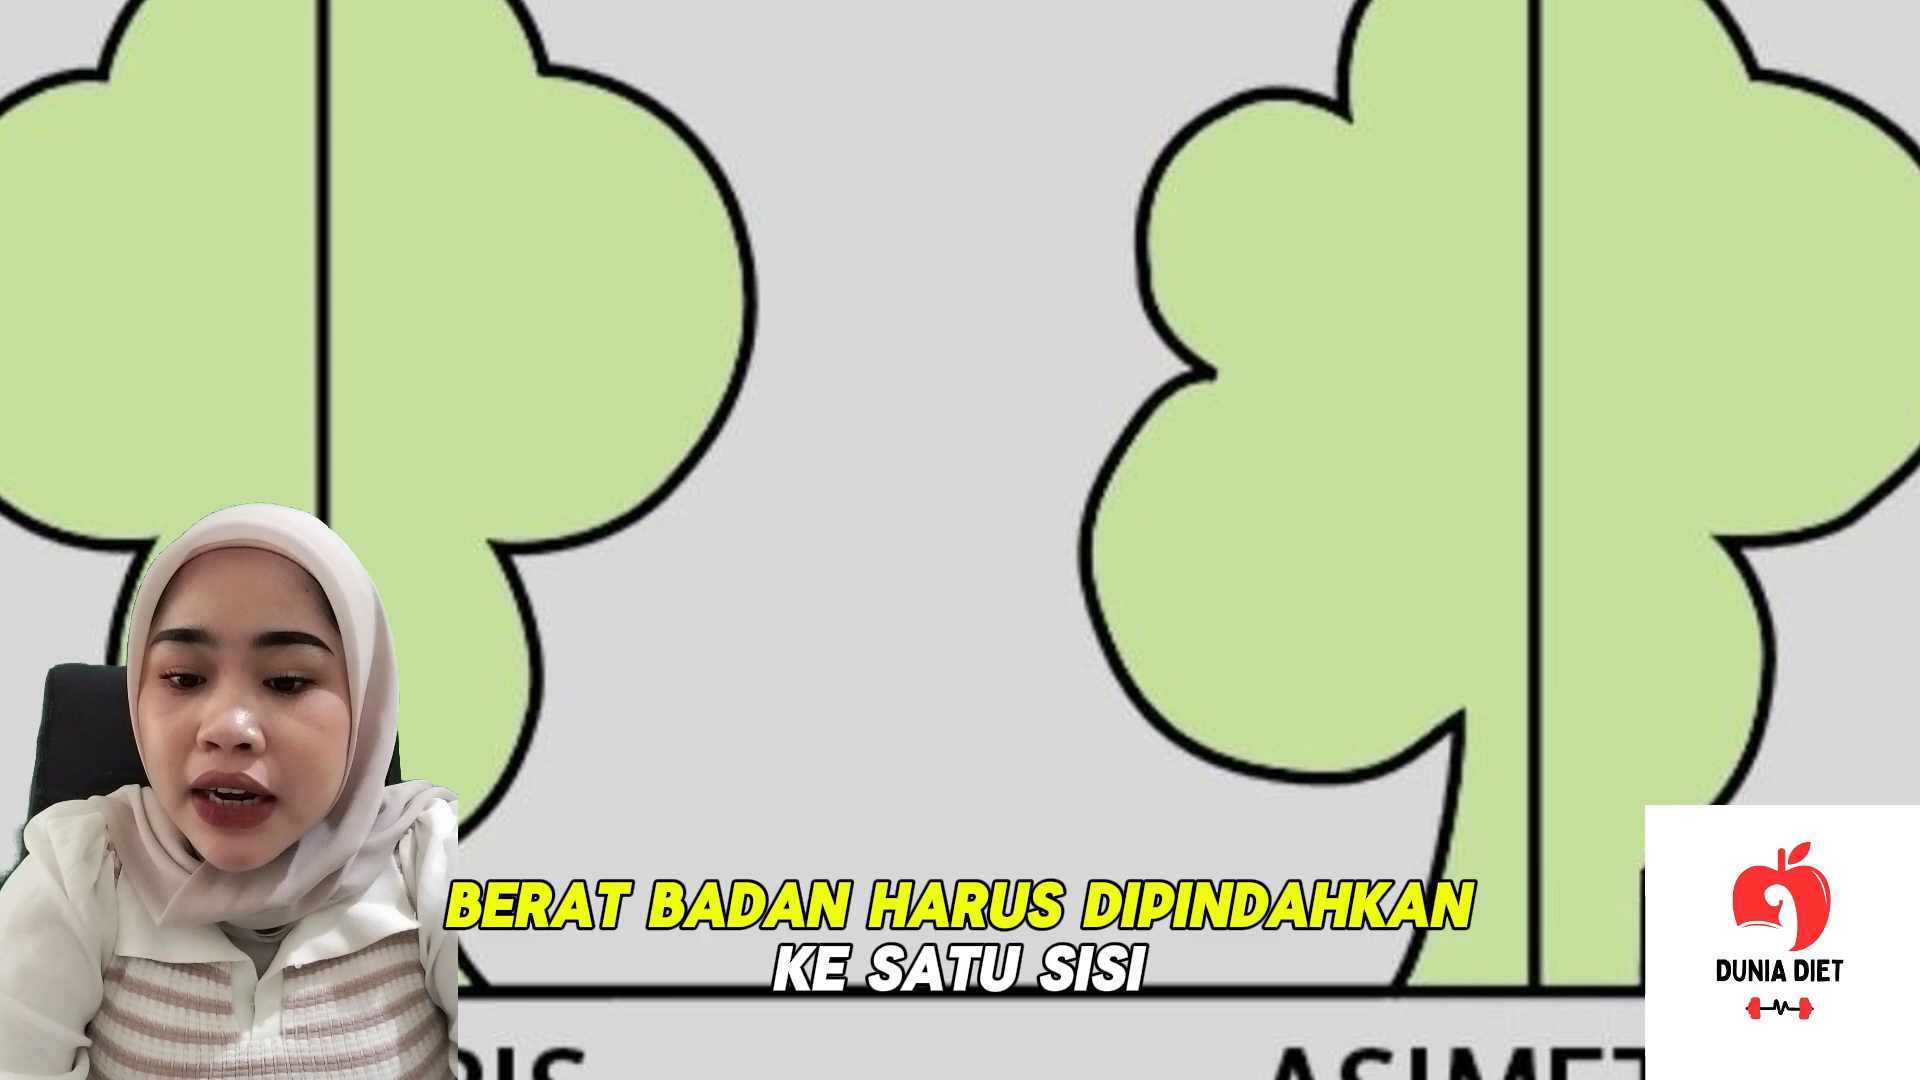 BERAT BADAN HARUS DIPINDAHKAN
KE SATU SISI
DUNIA DIET